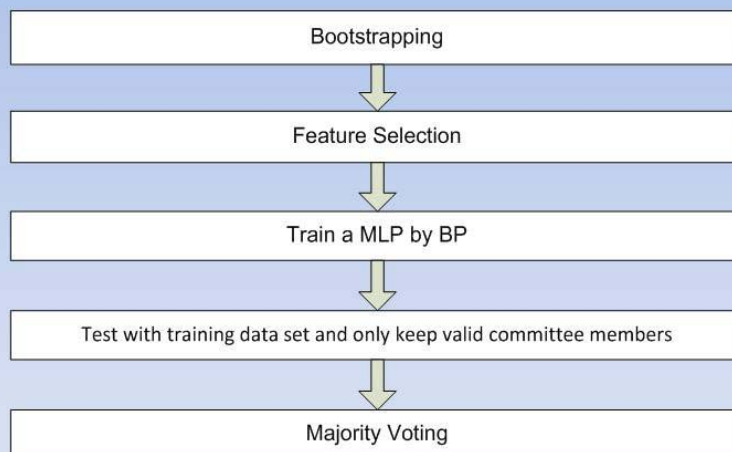 Bootstrapping
Feature Selection
Train a MLP by BP
Test with training data set and only keep valid committee members
Majority Voting